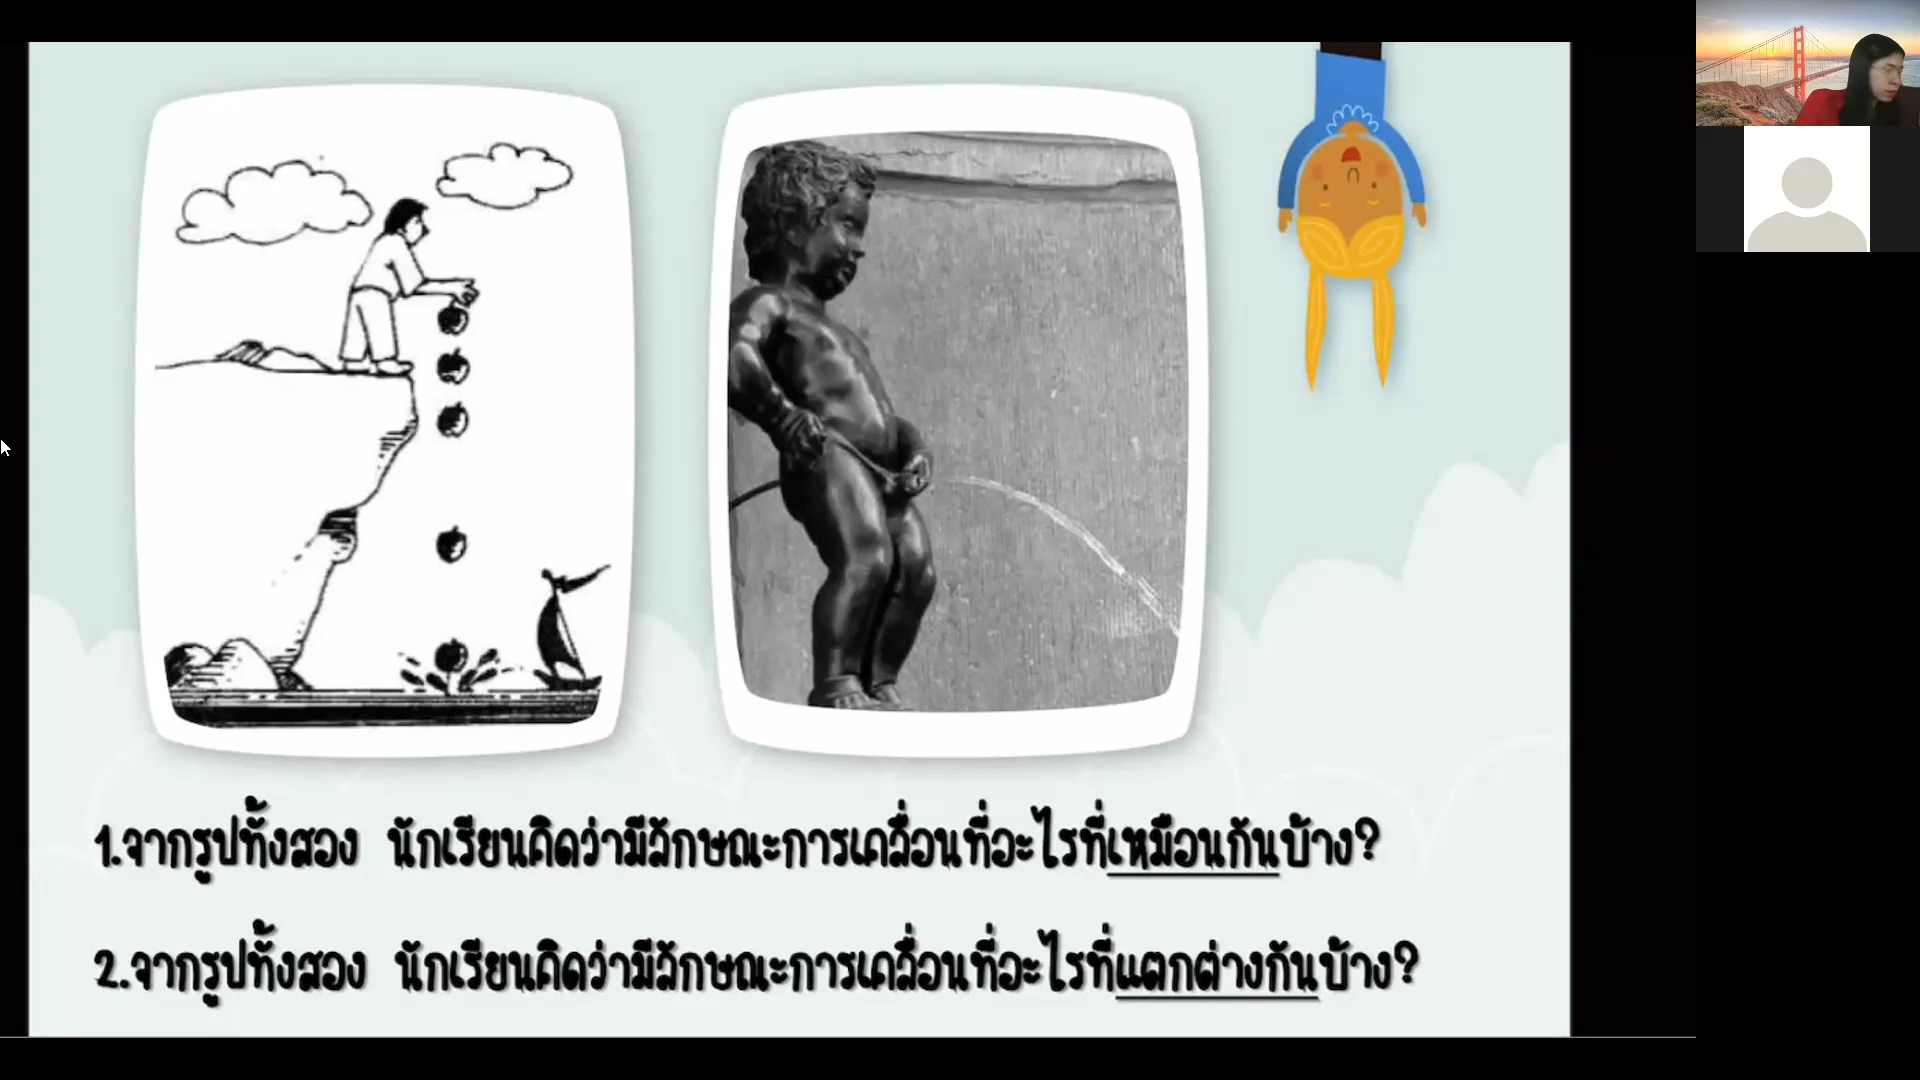 1.จากรูปทั้งสอง นักเรียนคิดว่ามีลักษณะการเคลื่อนที่อะไรที่เหมือนกันบ้าง?
2.จากรูปทั้งสอง นักเรียนคิดว่ามีลักษณะการเคลื่อนที่อะไรที่แตกต่างกันบ้าง?